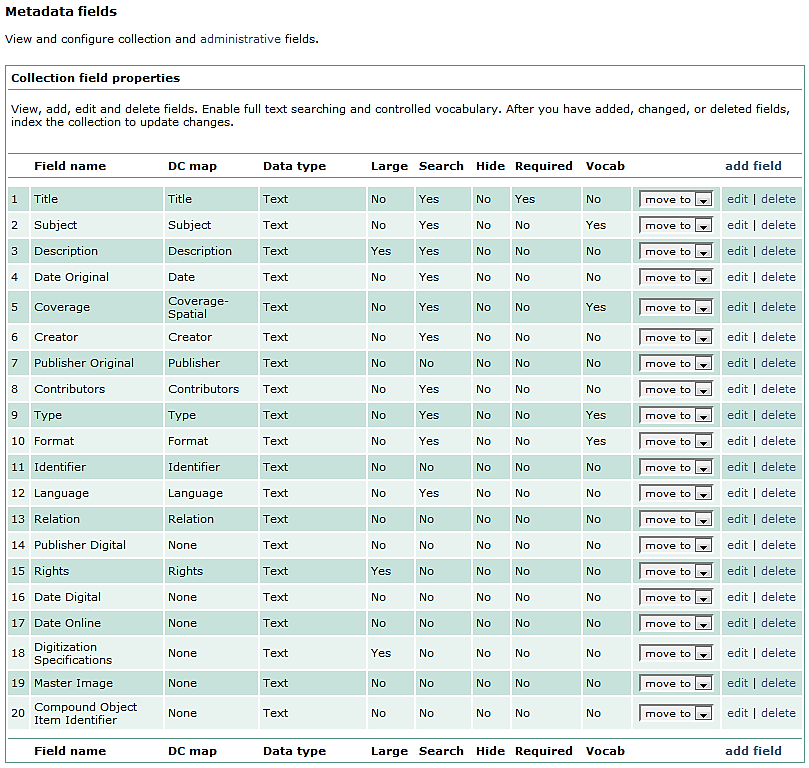 Metadata fields
View and configure collection and administrative fields.
Collection field properties
View, add, edit and delete fields. Enable full text searching and controlled vocabulary. After you have added, changed, or deleted fields,
index the collection to update changes.
Field name DC map Data type Large Search Hide Required Vocab add field
1 Title Title Text No Yes No Yes No move to edit | delete
2 Subject Subject Text No Yes No No Yes move to edit | delete
3 Description Description Text Yes Yes No No No move to edit | delete
4 Date Original Date Text No Yes No No No move to edit | delete
5 Coverage Coverage-
Spatial Text No Yes No No Yes move to edit | delete
6 Creator Creator Text No Yes No No No move to edit | delete
7 Publisher Original Publisher Text No No No No No move to edit | delete
8 Contributors Contributors Text No Yes No No No move to edit | delete
9 Type Type Text No Yes No No Yes move to edit | delete
10 Format Format Text No Yes No No Yes move to edit | delete
11 Identifier Identifier Text No No No No No move to edit | delete
12 Language Language Text No Yes No No No move to edit | delete
13 Relation Relation Text No No No No No move to edit | delete
14 Publisher Digital None Text No No No No No move to edit | delete
15 Rights Rights Text Yes No No No No move to edit | delete
16 Date Digital None Text No No No No No move to edit | delete
17 Date Online None Text No No No No No move to edit | delete
18 Digitization
Specifications None Text Yes No No No No move to edit | delete
19 Master Image None Text No No No No No move to edit | delete
20 Compound Object
Item Identifier None Text No No No No No move to edit | delete
Field name DC map Data type Large Search Hide Required Vocab add field